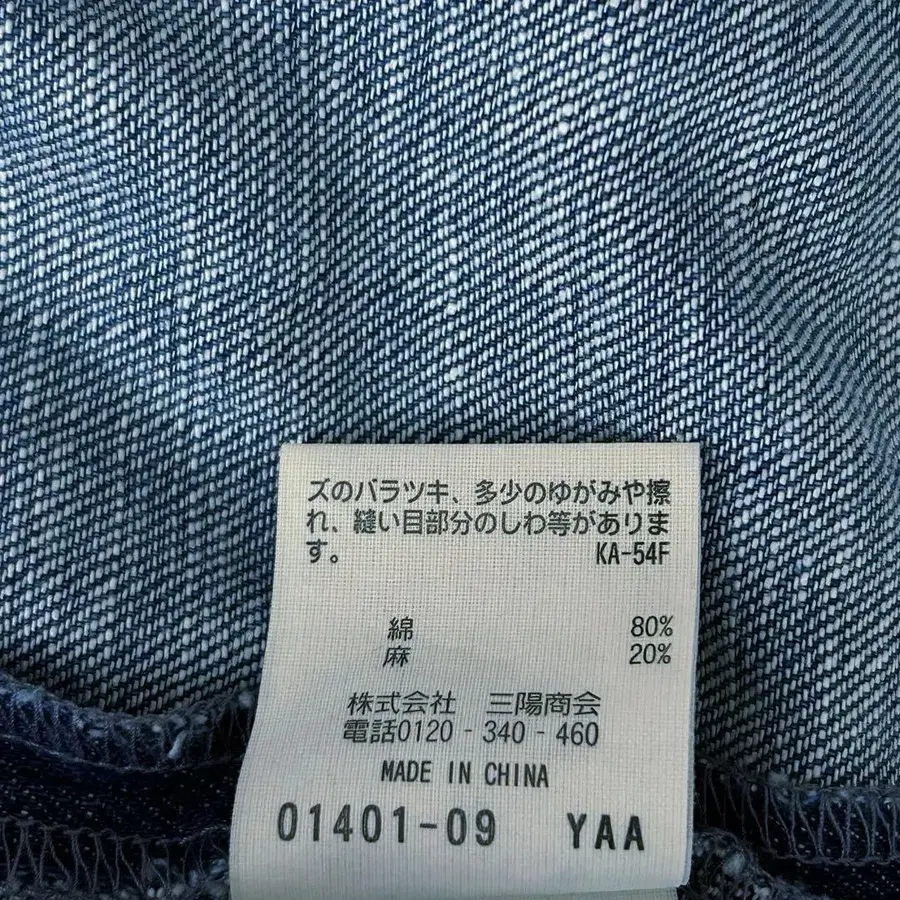 ズのバラツキ、多少のゆがみや擦
れ、縫い目部分のしわ等がありま
す。 KA-54F
綿 80%
麻 20%
株式会社 三陽商会
電話0120-340-460
MADE IN CHINA
01401-09 YAA